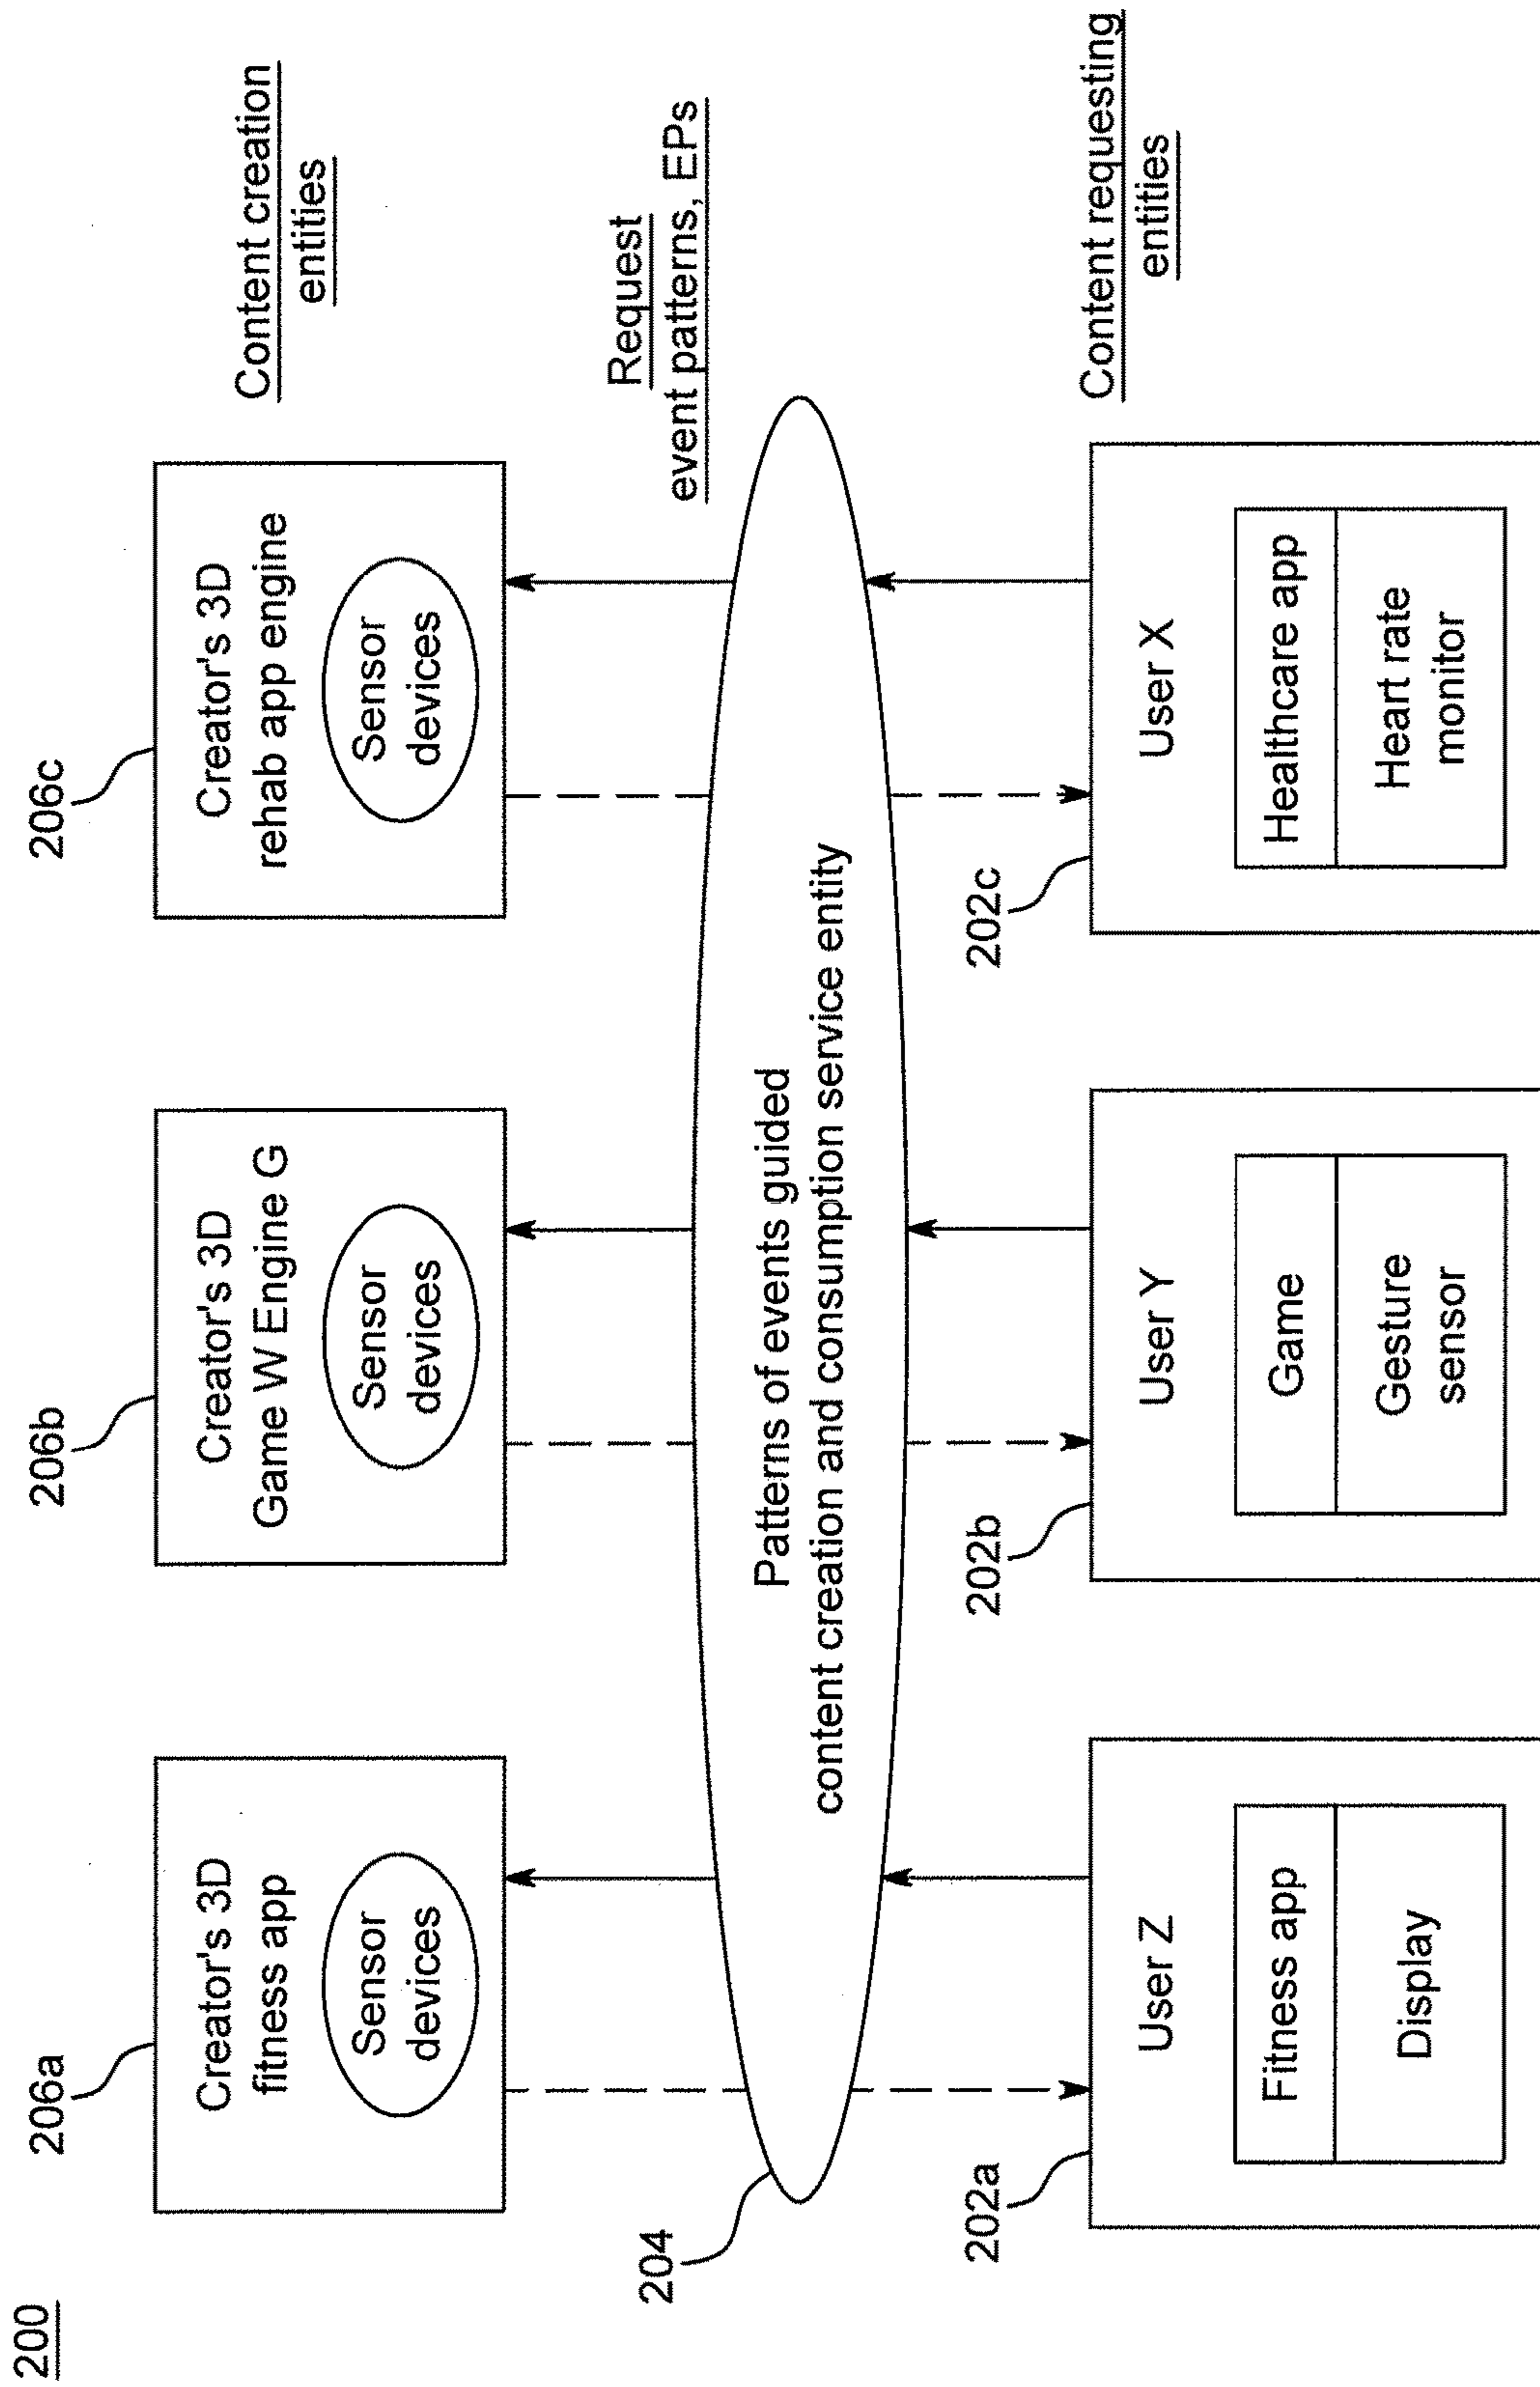 200
206a
Creator's 3D
fitness app
Sensor
devices
206b
Creator's 3D
Game W Engine G
Sensor
devices
206c
Creator's 3D
rehab app engine
Sensor
devices
Content creation
entities
Request
event patterns, EPs
204
Patterns of events guided
content creation and consumption service entity
202a
User Z
Fitness app
Display
202b
User Y
Game
Gesture
sensor
202c
User X
Healthcare app
Heart rate
monitor
Content requesting
entities